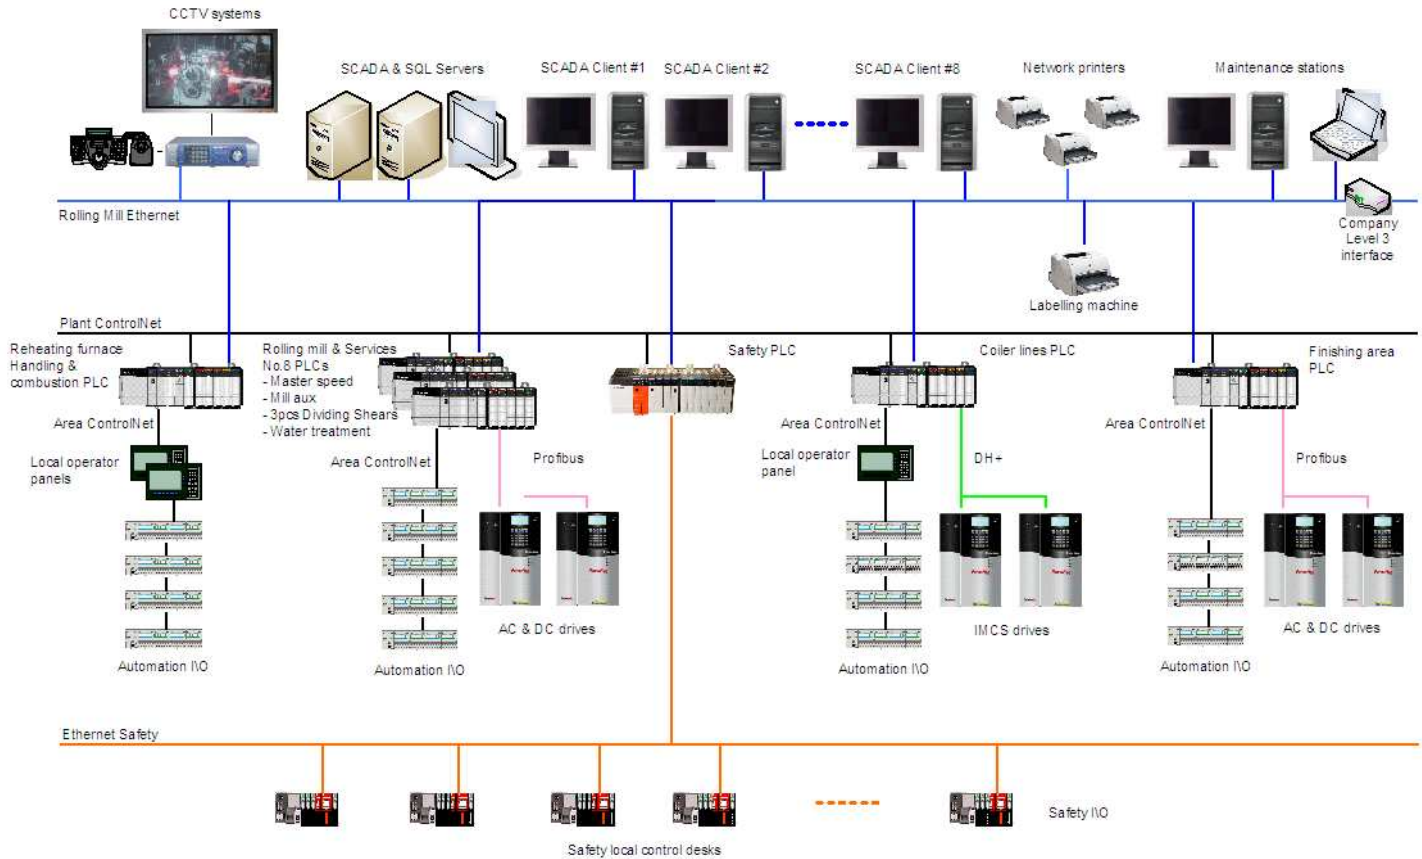 CCTV systems
SCADA & SQL Servers
SCADA Client #1
SCADA Client #2
SCADA Client #8
Network printers
Maintenance stations
Rolling Mill Ethernet
Company
Level 3
interface
Labelling machine
Plant ControlNet
Reheating furnace
Handling &
combustion PLC
Rolling mill & Services
No.8 PLCs
- Master speed
- Mill aux
- 3pcs Dividing Shears
- Water treatment
Safety PLC
Coiler lines PLC
Finishing area
PLC
Area ControlNet
Local operator
panels
Area ControlNet
Profibus
Area ControlNet
Local operator
panel
DH+
Area ControlNet
Profibus
AC & DC drives
IMCS drives
AC & DC drives
Automation I\O
Automation I\O
Automation I\O
Automation I\O
Ethernet Safety
Safety I\O
Safety local control desks